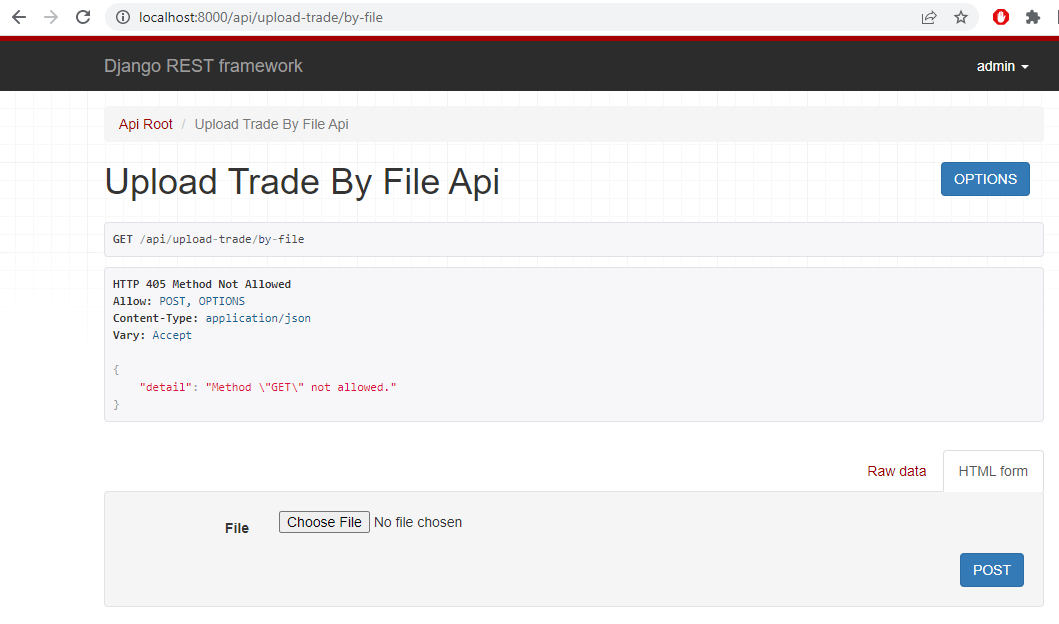 localhost:8000/api/upload-trade/by-file
Django REST framework
admin
Api Root / Upload Trade By File Api
Upload Trade By File Api
OPTIONS
GET /api/upload-trade/by-file
HTTP 405 Method Not Allowed
Allow: POST, OPTIONS
Content-Type: application/json
Vary: Accept
{
"detail": "Method \"GET\" not allowed."
}
Raw data
HTML form
File
Choose File No file chosen
POST